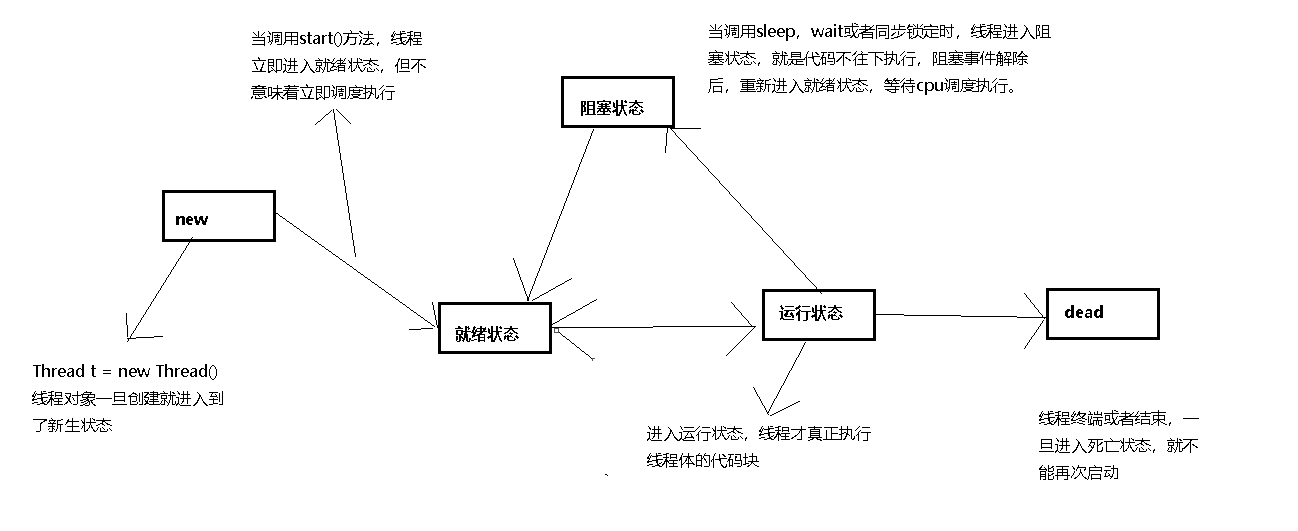 当调用start()方法，线程
立即进入就绪状态，但不
意味着立即调度执行
当调用sleep，wait或者同步锁定时，线程进入阻
塞状态，就是代码不往下执行，阻塞事件解除
后，重新进入就绪状态，等待cpu调度执行。
阻塞状态
new
就绪状态
运行状态
dead
Thread t = new Thread()
线程对象一旦创建就进入到
了新生状态
进入运行状态，线程才真正执行
线程体的代码块
线程终端或者结束，一
旦进入死亡状态，就不
能再次启动